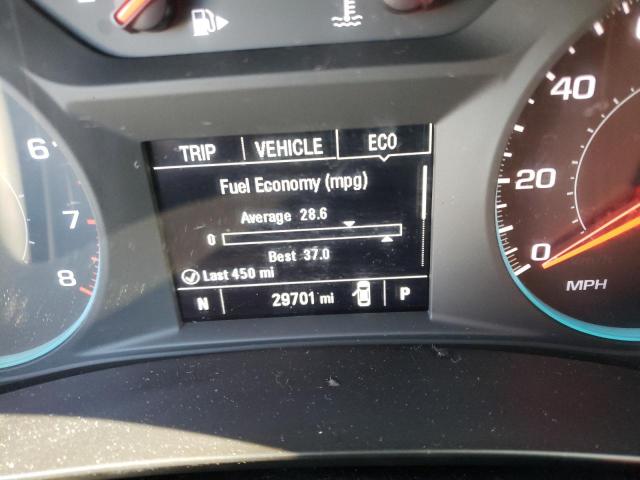 TRIP VEHICLE ECO
Fuel Economy (mpg)
Average 28.6
0
Best 37.0
Last 450 mi
N 29701 mi P
6
7
8
40
20
0
MPH